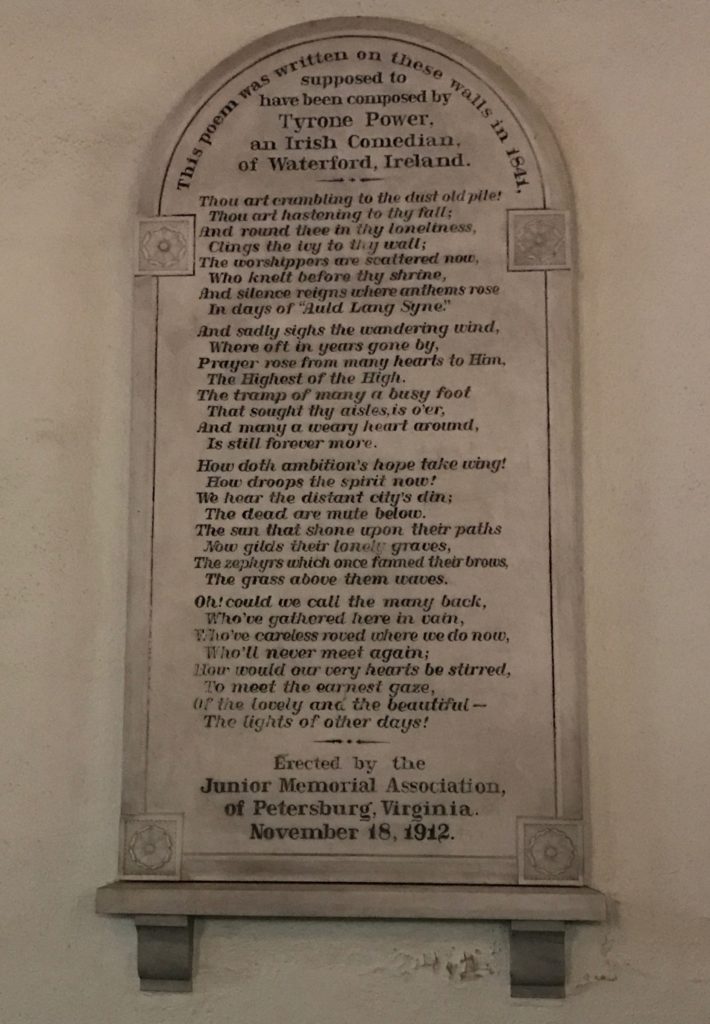 This poem was written on these walls in 1841,
supposed to
have been composed by
Tyrone Power,
an Irish Comedian,
of Waterford, Ireland.
Thou art crumbling to the dust old pile!
Thou art hastening to thy fall;
And round thee in thy loneliness,
Clings the ivy to thy wall;
The worshippers are scattered now,
Who knelt before thy shrine,
And silence reigns where anthems rose
In days of "Auld Lang Syne."
And sadly sighs the wandering wind,
Where oft in years gone by,
Prayer rose from many hearts to Him,
The Highest of the High.
The tramp of many a busy foot
That sought thy aisles, is o'er,
And many a weary heart around,
Is still forever more.
How doth ambition's hope take wing!
How droops the spirit now!
We hear the distant city's din;
The dead are mute below.
The sun that shone upon their paths
Now gilds their lonely graves,
The zephyrs which once fanned their brows,
The grass above them waves.
Oh! could we call the many back,
Who've gathered here in vain,
Who've careless roved where we do now,
Who'll never meet again;
How would our very hearts be stirred,
To meet the earnest gaze,
Of the lovely and the beautiful—
The lights of other days!
Erected by the
Junior Memorial Association,
of Petersburg, Virginia.
November 18, 1912.